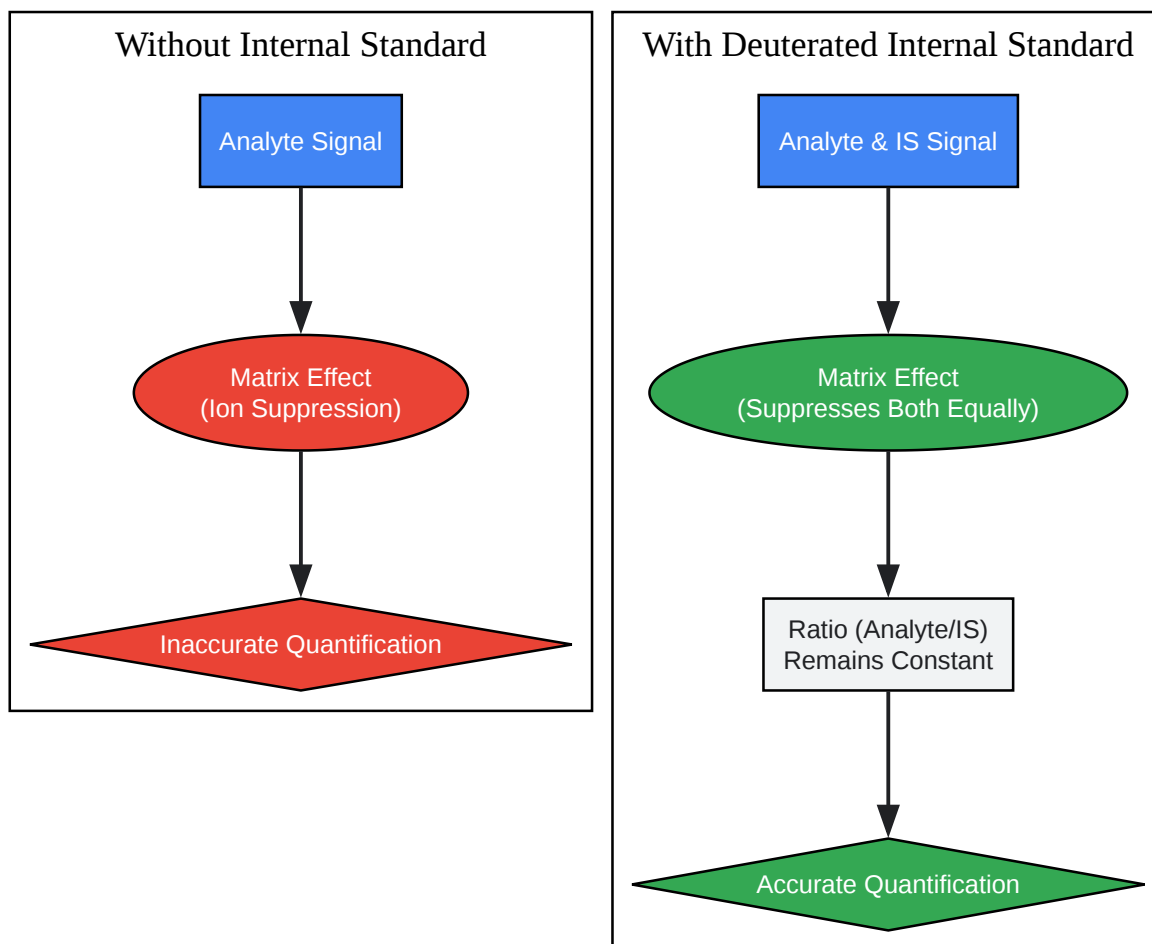 Without Internal Standard
Analyte Signal
Matrix Effect
(Ion Suppression)
Inaccurate Quantification
With Deuterated Internal Standard
Analyte & IS Signal
Matrix Effect
(Suppresses Both Equally)
Ratio (Analyte/IS)
Remains Constant
Accurate Quantification